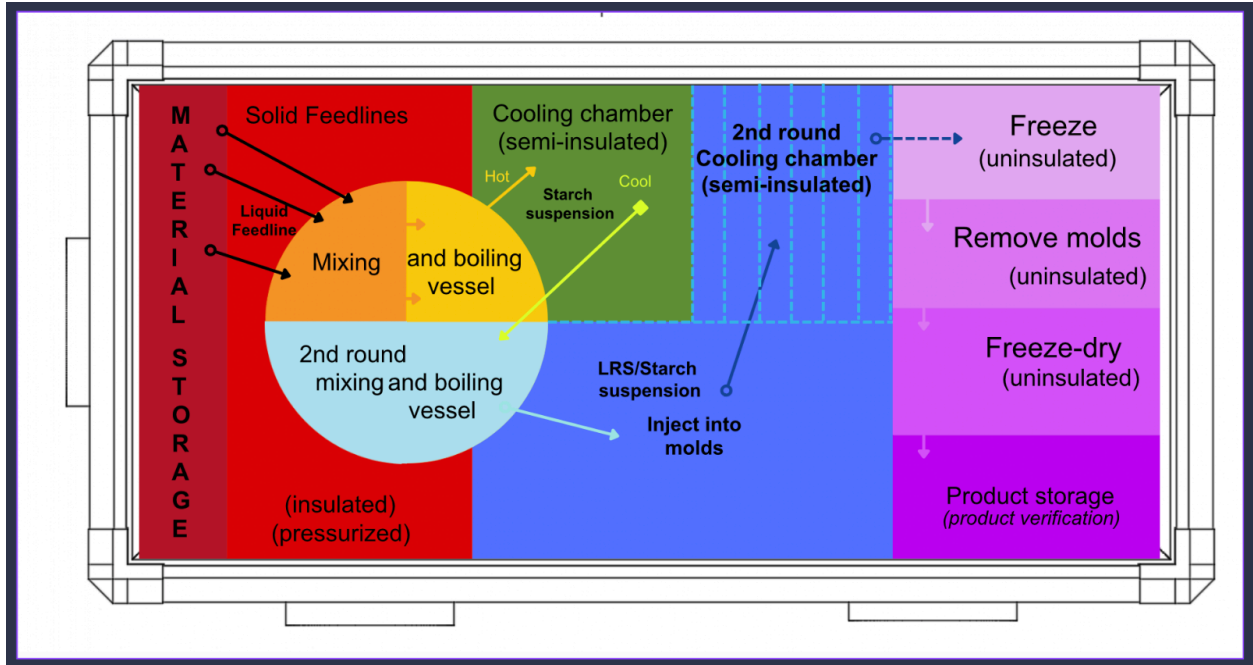 MATERIAL STORAGE
Solid Feedlines
Liquid
Feedline
Mixing
and boiling
vessel
2nd round
mixing and boiling
vessel
(insulated)
(pressurized)
Cooling chamber
(semi-insulated)
Hot
Cool
Starch
suspension
2nd round
Cooling chamber
(semi-insulated)
LRS/Starch
suspension
Inject into
molds
Freeze
(uninsulated)
Remove molds
(uninsulated)
Freeze-dry
(uninsulated)
Product storage
(product verification)